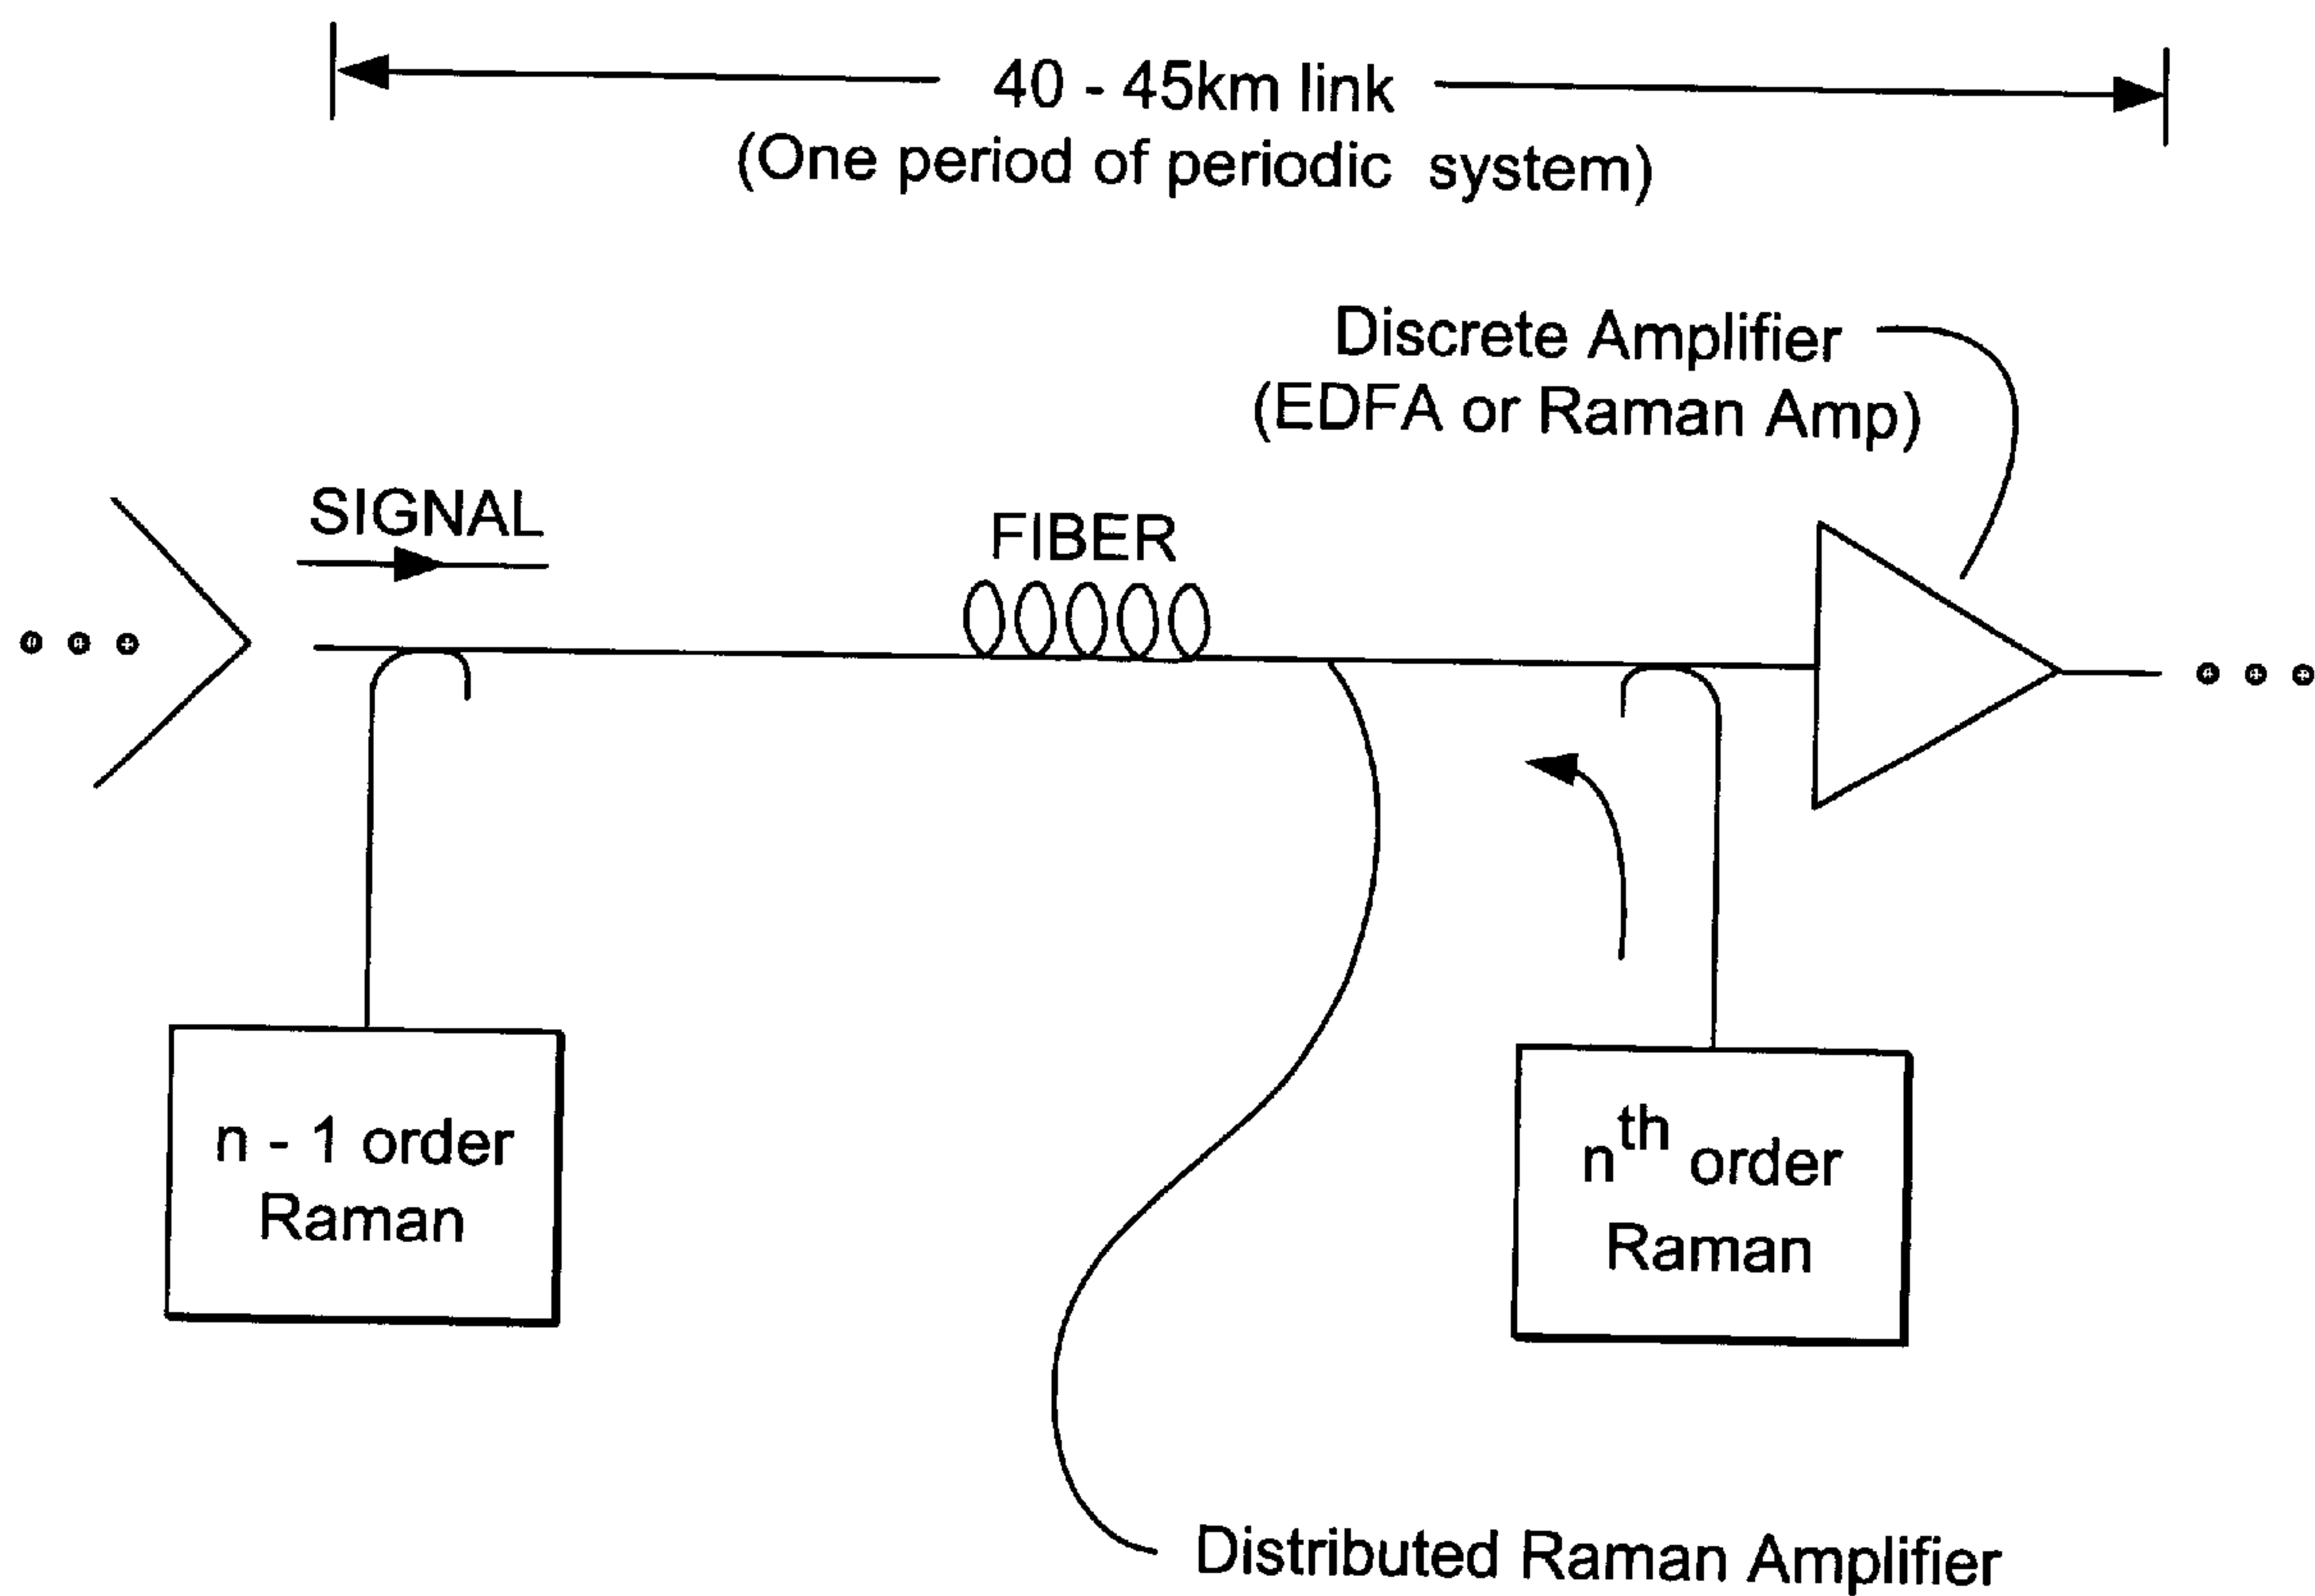 40 - 45km link
(One period of periodic system)
Discrete Amplifier
(EDFA or Raman Amp)
SIGNAL
FIBER
n - 1 order
Raman
nth order
Raman
Distributed Raman Amplifier